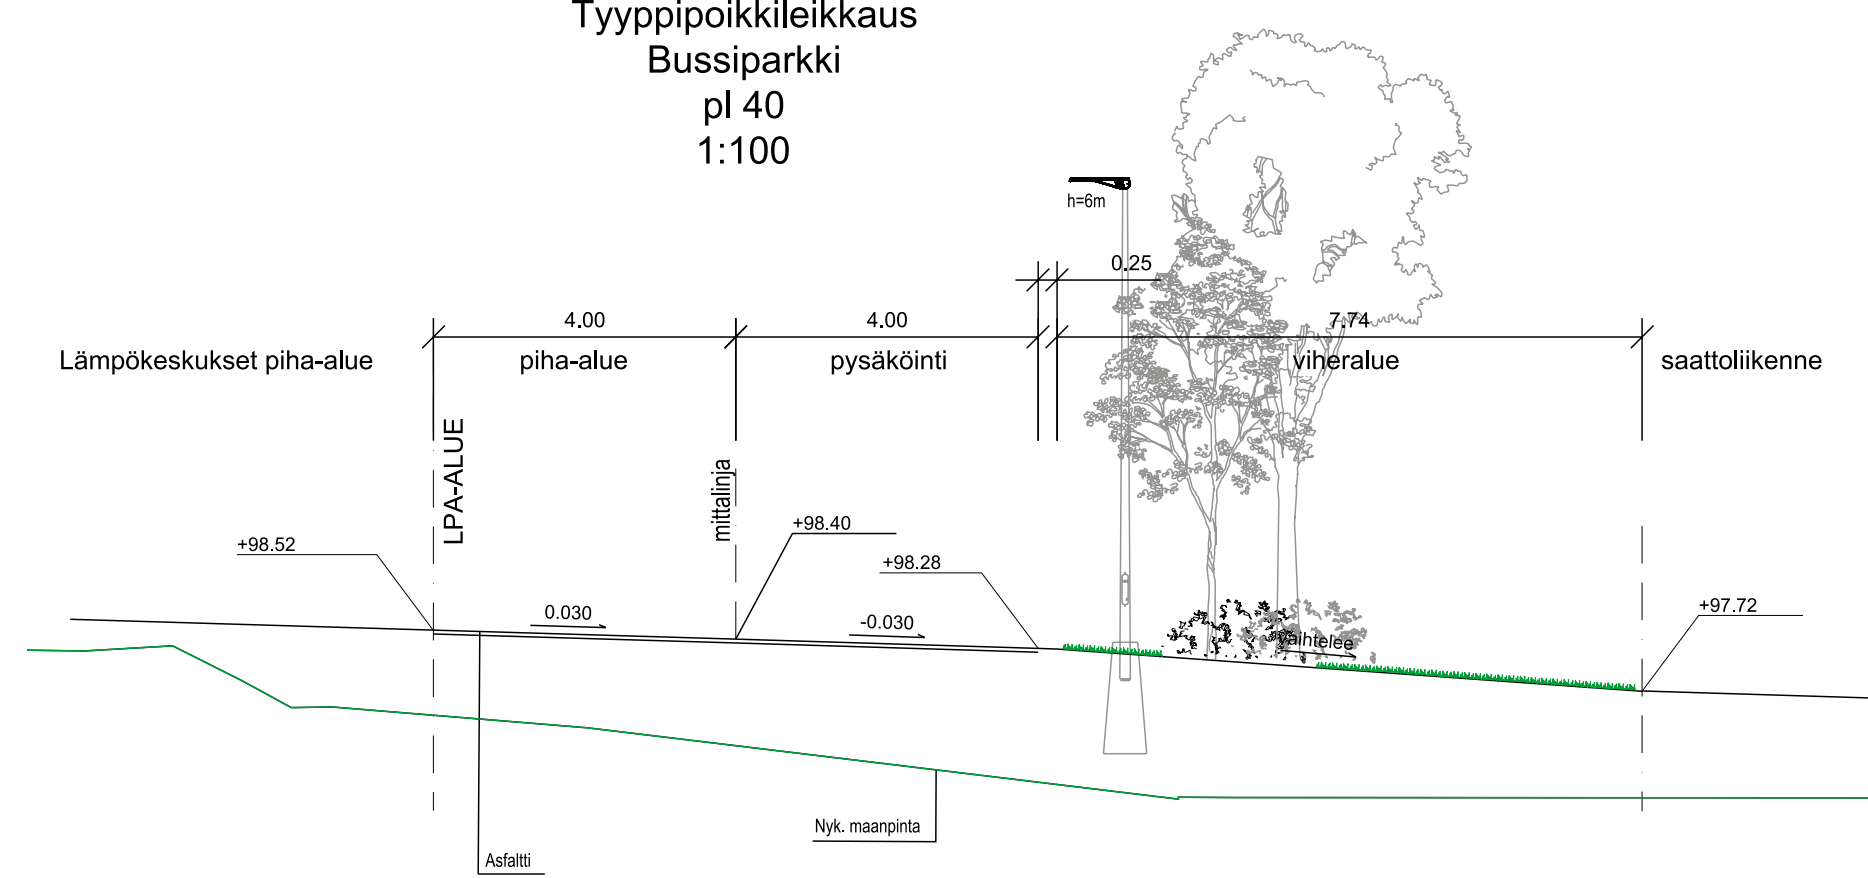 Tyyppipoikkileikkaus
Bussiparkki
pl 40
1:100
h=6m
0.25
4.00
4.00
7.74
Lämpökeskukset piha-alue
piha-alue
pysäköinti
viheralue
saattoliikenne
LPA-ALUE
mittalinja
+98.52
+98.40
+98.28
+97.72
0.030
-0.030
vaihtelee
Nyk. maanpinta
Asfaltti